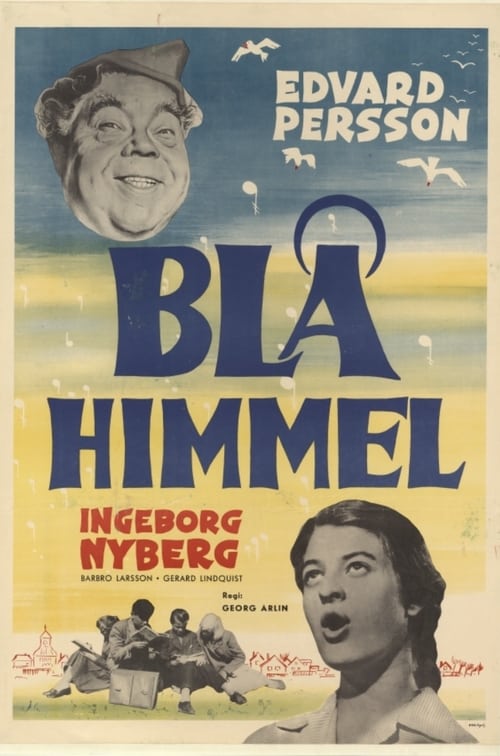 EDVARD
PERSSON
BLÅ
HIMMEL
INGEBORG
NYBERG
BARBRO LARSSON • GERARD LINDQUIST
Regi:
GEORG ARLIN